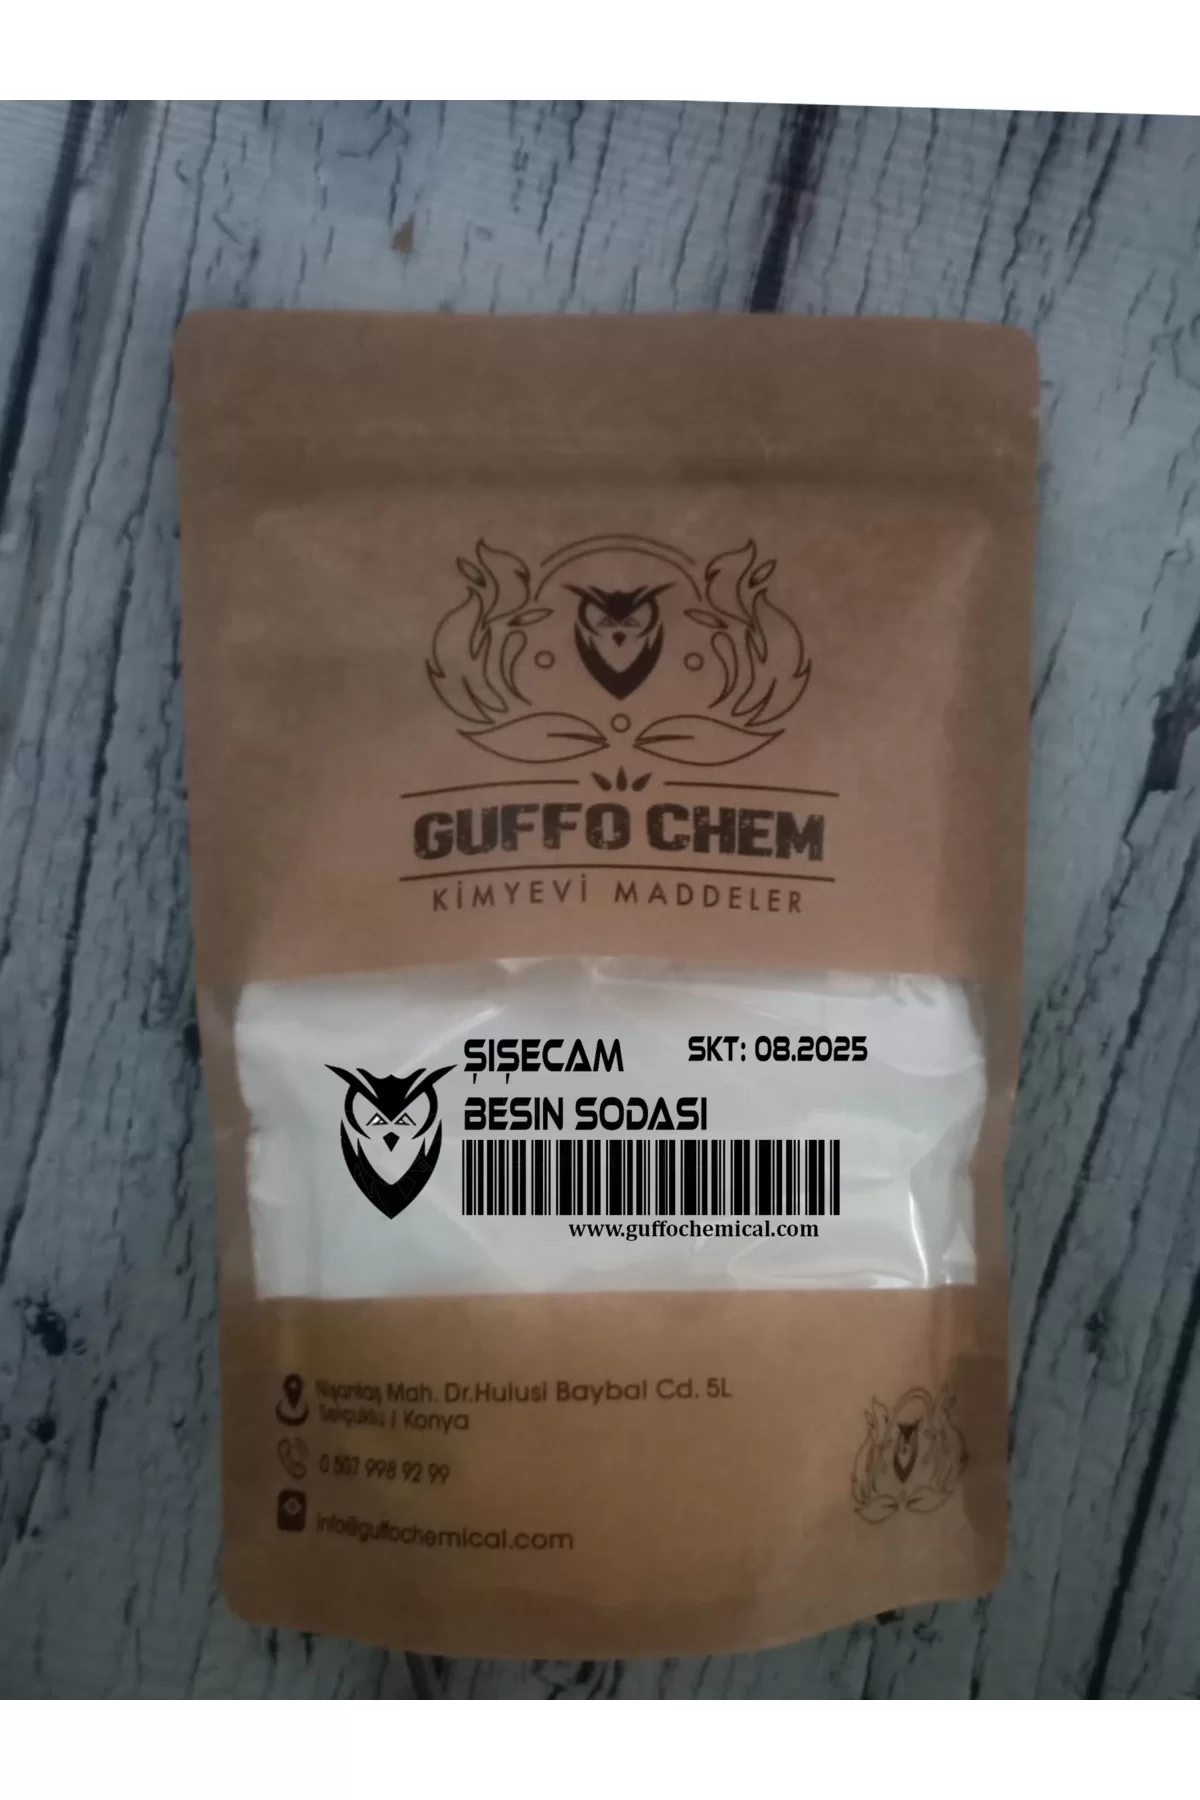 GUFFO CHEM
KİMYEVİ MADDELER
ŞIŞECAM
SKT: 08.2025
BESIN SODASI
www.guffochemical.com
Nişantaş Mah. Dr.Hulusi Baybal Cd. 5L
Selçuklu / Konya
0 507 998 92 99
info@guffochemical.com